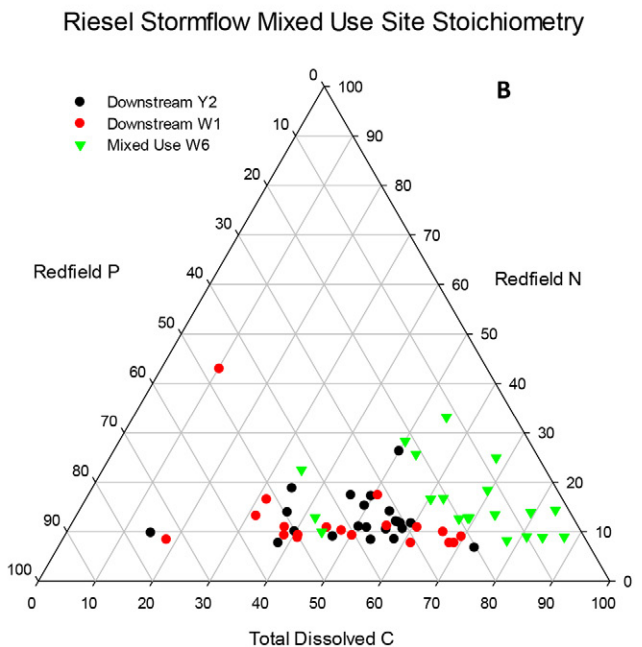 Riesel Stormflow Mixed Use Site Stoichiometry
B
Downstream Y2
Downstream W1
Mixed Use W6
Redfield P
Redfield N
0
10
20
30
40
50
60
70
80
90
100
100
90
80
70
60
50
40
30
20
10
0
0 10 20 30 40 50 60 70 80 90 100
Total Dissolved C